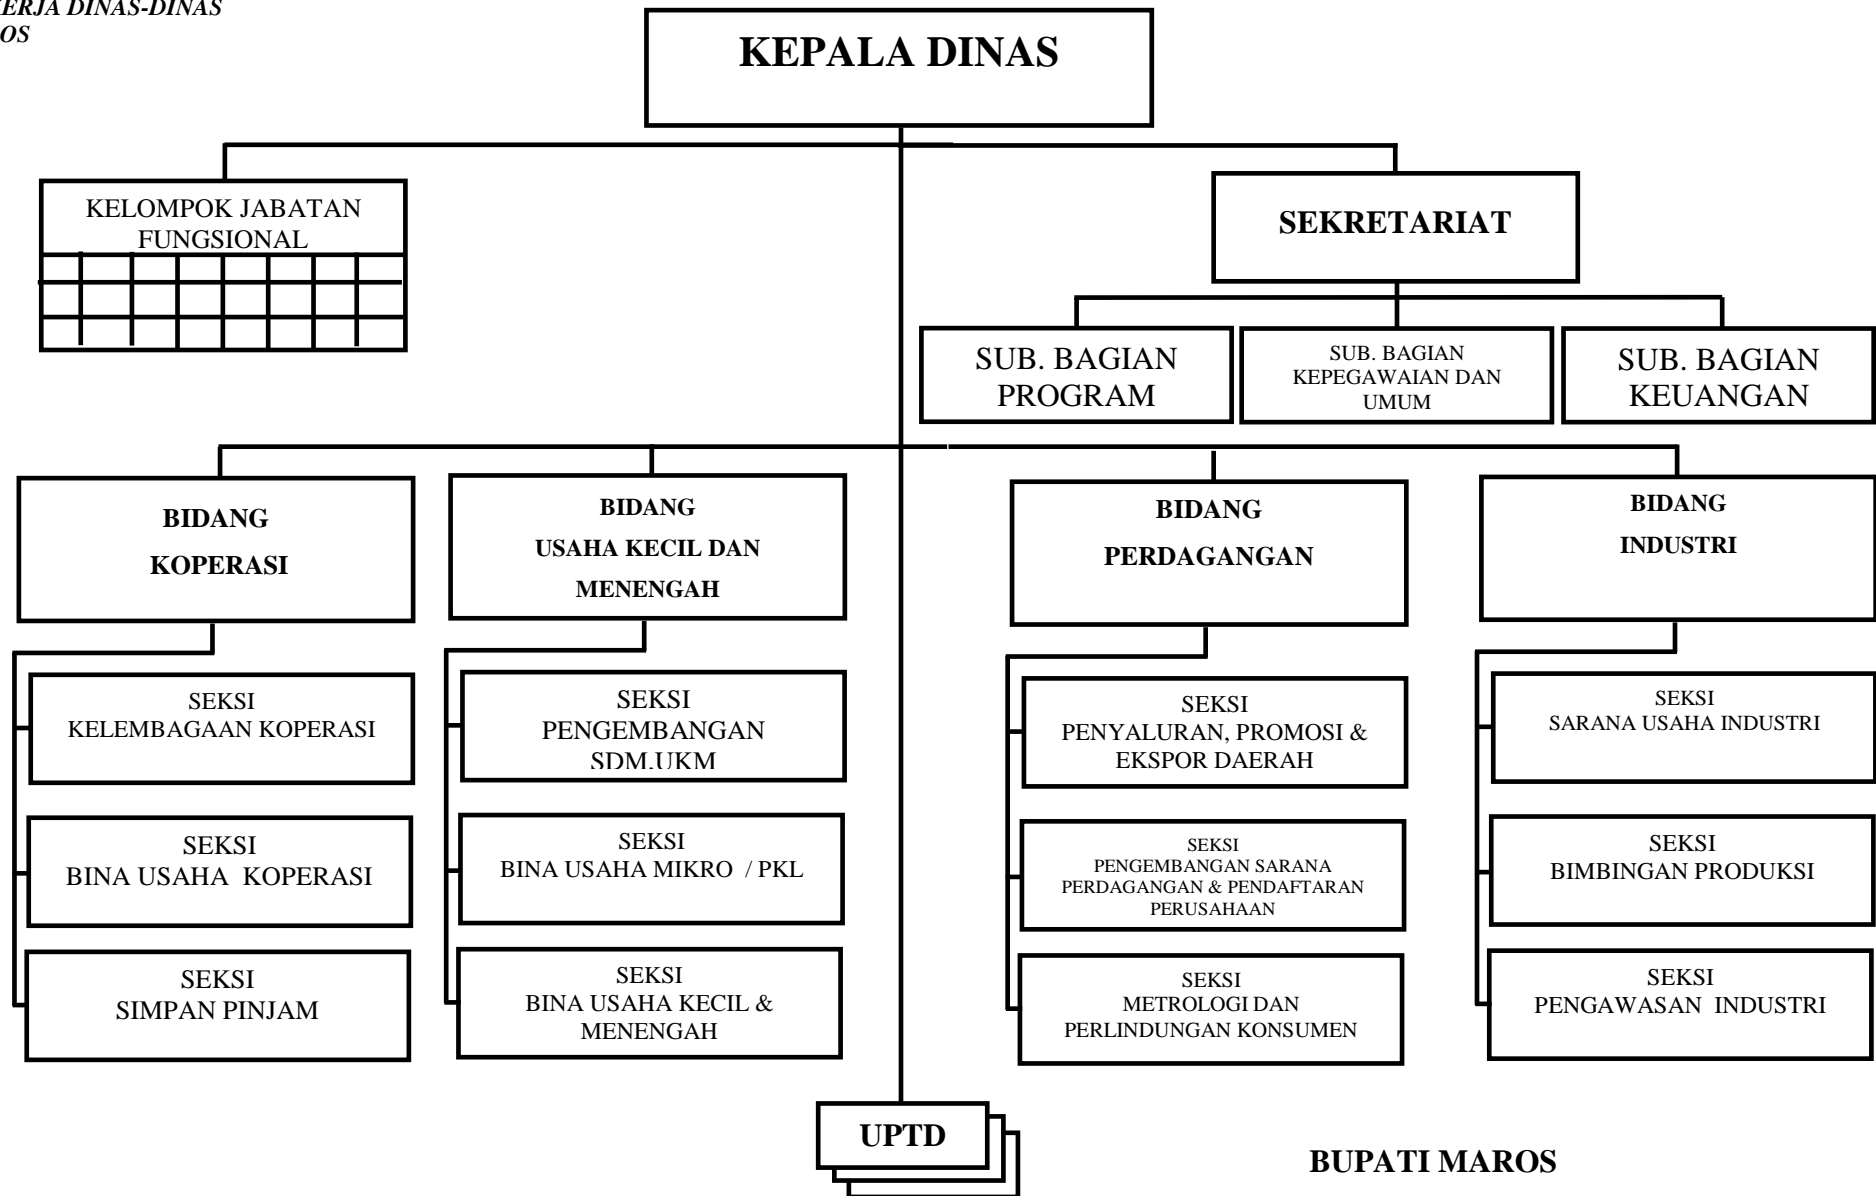 KERJA DINAS-DINAS
OS
KEPALA DINAS
KELOMPOK JABATAN
FUNGSIONAL
SEKRETARIAT
SUB. BAGIAN
PROGRAM
SUB. BAGIAN
KEPEGAWAIAN DAN
UMUM
SUB. BAGIAN
KEUANGAN
BIDANG
KOPERASI
BIDANG
USAHA KECIL DAN
MENENGAH
BIDANG
PERDAGANGAN
BIDANG
INDUSTRI
SEKSI
KELEMBAGAAN KOPERASI
SEKSI
PENGEMBANGAN
SDM.UKM
SEKSI
PENYALURAN, PROMOSI &
EKSPOR DAERAH
SEKSI
SARANA USAHA INDUSTRI
SEKSI
BINA USAHA  KOPERASI
SEKSI
BINA USAHA MIKRO  / PKL
SEKSI
PENGEMBANGAN SARANA
PERDAGANGAN & PENDAFTARAN
PERUSAHAAN
SEKSI
BIMBINGAN PRODUKSI
SEKSI
SIMPAN PINJAM
SEKSI
BINA USAHA KECIL &
MENENGAH
SEKSI
METROLOGI DAN
PERLINDUNGAN KONSUMEN
SEKSI
PENGAWASAN  INDUSTRI
UPTD
BUPATI MAROS